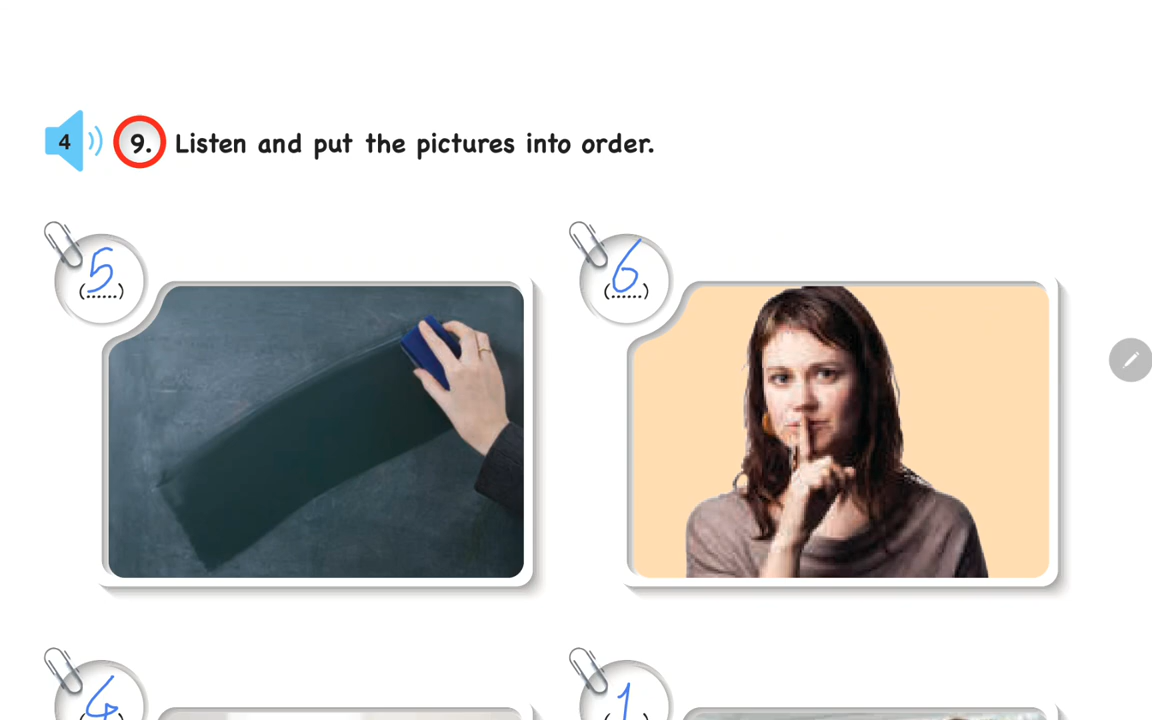 4 9. Listen and put the pictures into order.
5 6
(......) (......)
4 1